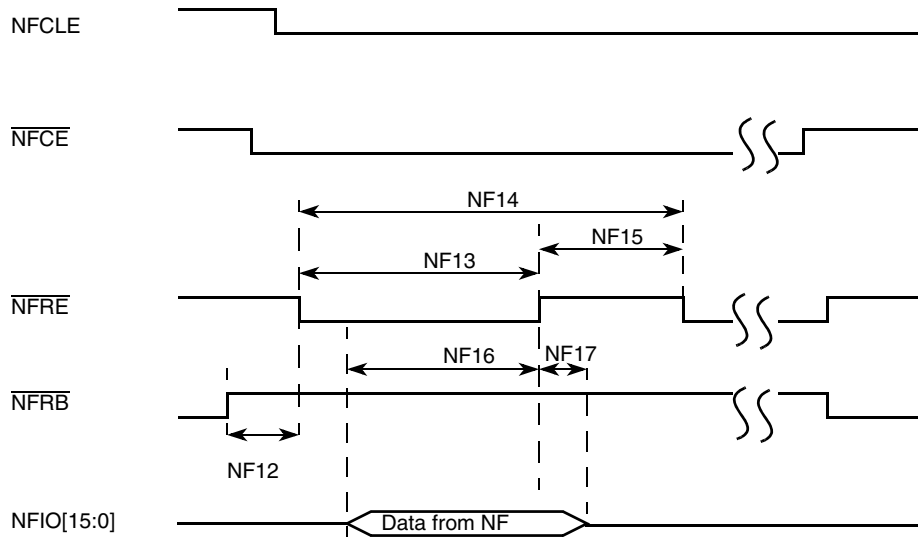 NFCLE
NFCE
NF14
NF15
NF13
NFRE
NF16
NF17
NFRB
NF12
NFIO[15:0]
Data from NF